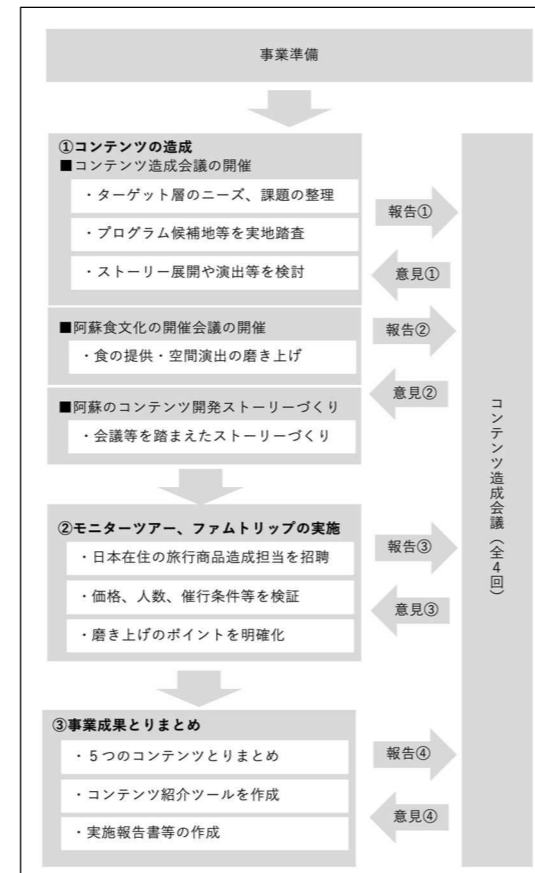 事業準備
①コンテンツの造成
■コンテンツ造成会議の開催
・ターゲット層のニーズ、課題の整理
・プログラム候補地等を実地踏査
・ストーリー展開や演出等を検討
報告①
意見①
■阿蘇食文化の開催会議の開催
・食の提供・空間演出の磨き上げ
報告②
意見②
■阿蘇のコンテンツ開発ストーリーづくり
・会議等を踏まえたストーリーづくり
②モニターツアー、ファムトリップの実施
・日本在住の旅行商品造成担当を招聘
・価格、人数、催行条件等を検証
・磨き上げのポイントを明確化
報告③
意見③
③事業成果とりまとめ
・５つのコンテンツとりまとめ
・コンテンツ紹介ツールを作成
・実施報告書等の作成
報告④
意見④
コンテンツ造成会議（全４回）